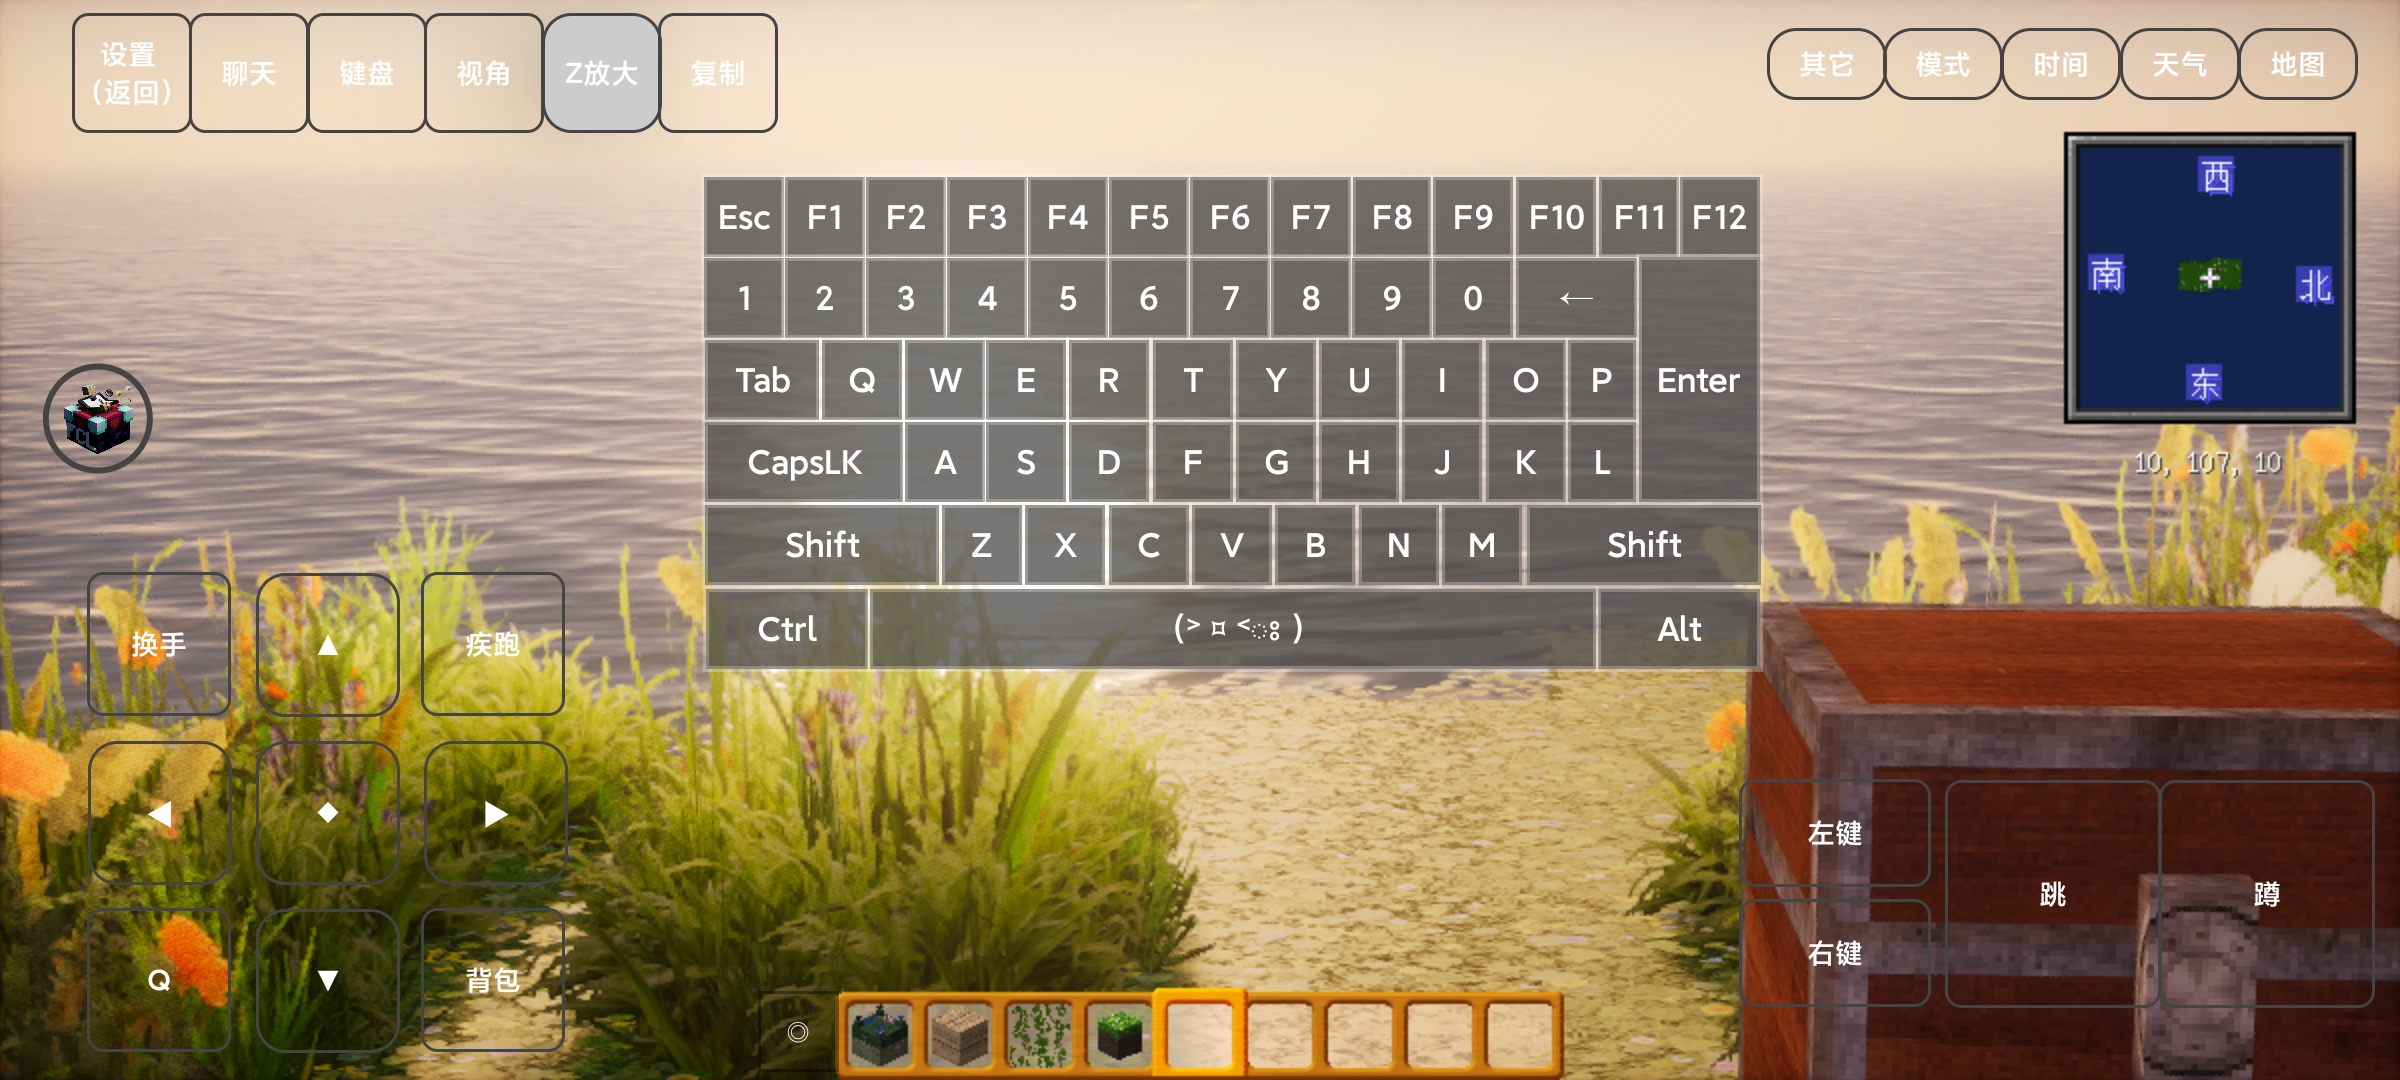 设置
(返回)
聊天
键盘
视角
Z放大
复制
其它
模式
时间
天气
地图
西
南
北
东
10, 107, 10
Esc F1 F2 F3 F4 F5 F6 F7 F8 F9 F10 F11 F12
1 2 3 4 5 6 7 8 9 0 ←
Tab Q W E R T Y U I O P Enter
CapsLK A S D F G H J K L
Shift Z X C V B N M Shift
Ctrl (˃ ¤ ˂ഃ ) Alt
FCL
换手
▲
疾跑
◀
◆
▶
Q
▼
背包
◎
左键
右键
跳
蹲